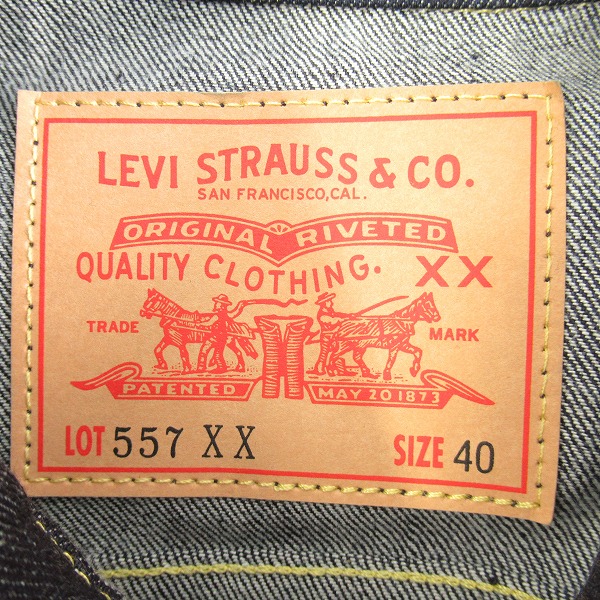 LEVI STRAUSS & CO.
SAN FRANCISCO, CAL.
ORIGINAL RIVETED
QUALITY CLOTHING. XX
TRADE MARK
PATENTED MAY 20 1873
LOT 557 XX SIZE 40